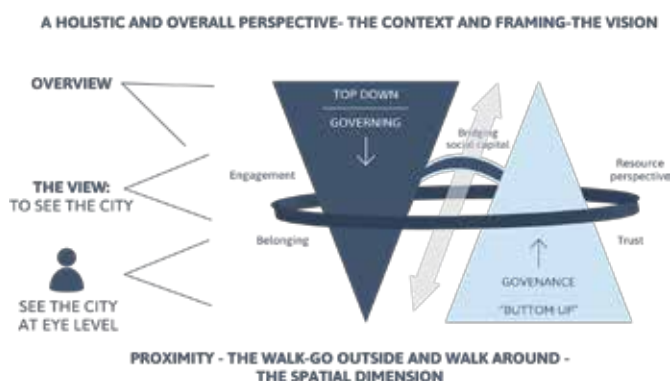 A HOLISTIC AND OVERALL PERSPECTIVE- THE CONTEXT AND FRAMING-THE VISION
OVERVIEW
THE VIEW:
TO SEE THE CITY
SEE THE CITY
AT EYE LEVEL
TOP DOWN
GOVERNING
Bridging
social capital
Engagement
Belonging
Resource
perspective
Trust
GOVENANCE
"BUTTOM UP"
PROXIMITY - THE WALK-GO OUTSIDE AND WALK AROUND -
THE SPATIAL DIMENSION